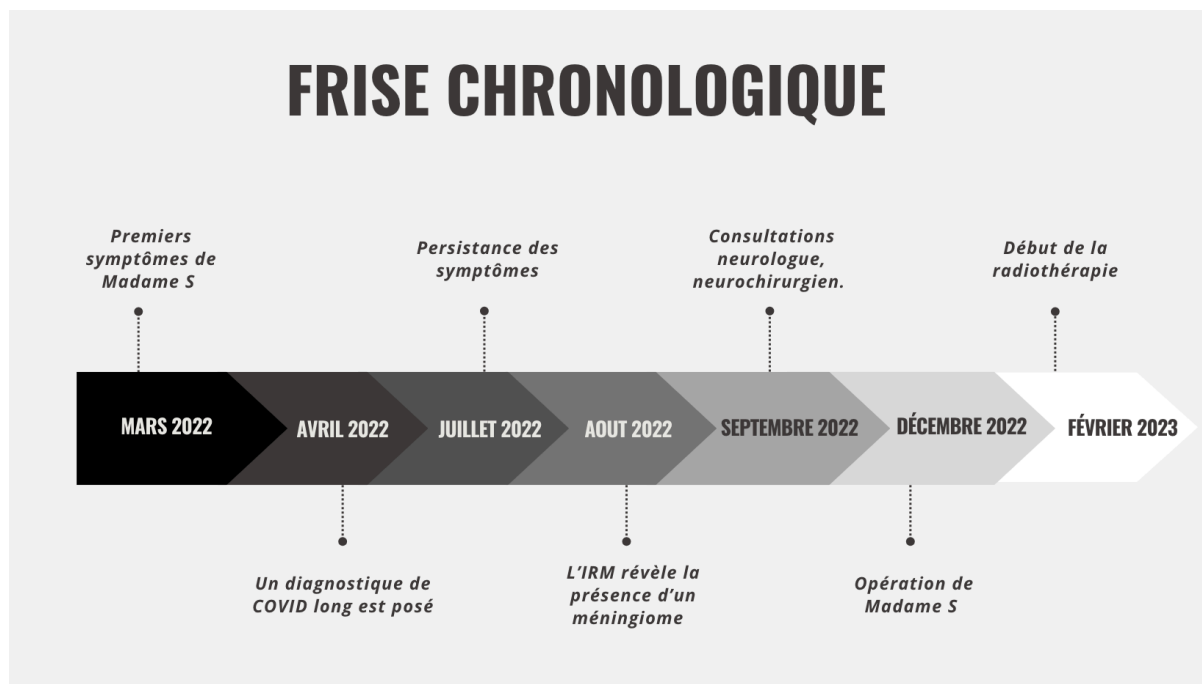 FRISE CHRONOLOGIQUE
Premiers
symptômes de
Madame S
Persistance des
symptômes
Consultations
neurologue,
neurochirurgien.
Début de la
radiothérapie
MARS 2022
AVRIL 2022
JUILLET 2022
AOUT 2022
SEPTEMBRE 2022
DÉCEMBRE 2022
FÉVRIER 2023
Un diagnostique de
COVID long est posé
L’IRM révèle la
présence d’un
méningiome
Opération de
Madame S